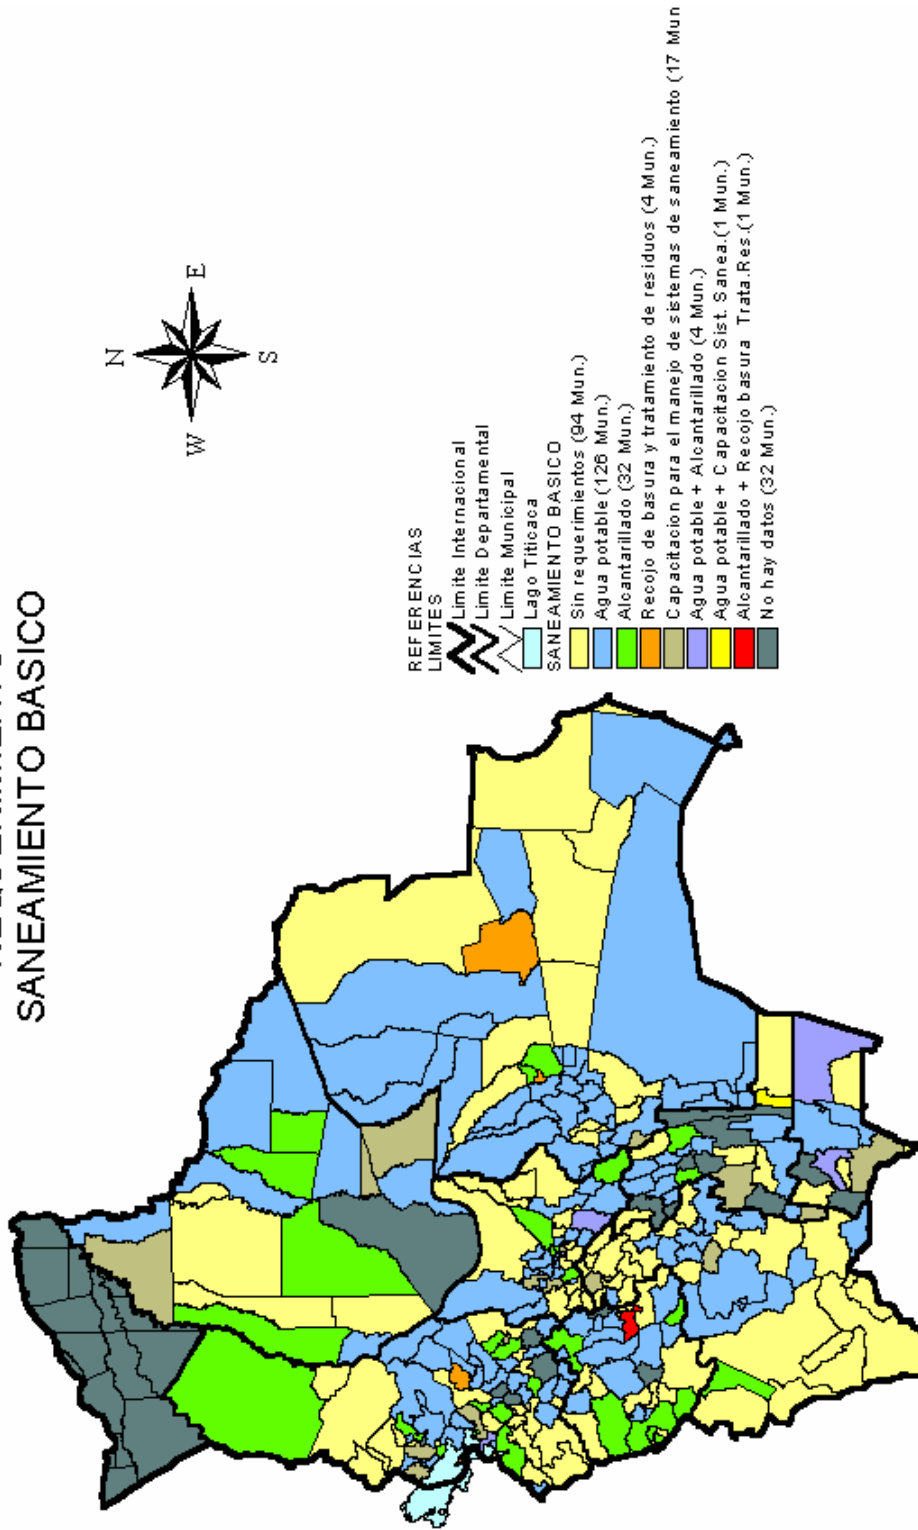 SANEAMIENTO BASICO
N
W
E
S
REFERENCIAS
LIMITES
Limite Internacional
Limite Departamental
Limite Municipal
Lago Titicaca
SANEAMIENTO BASICO
Sin requerimientos (94 Mun.)
Agua potable (126 Mun.)
Alcantarillado (32 Mun.)
Recojo de basura y tratamiento de residuos (4 Mun.)
Capacitacion para el manejo de sistemas de saneamiento (17 Mun
Agua potable + Alcantarillado (4 Mun.)
Agua potable + Capacitacion Sist. Sanea.(1 Mun.)
Alcantarillado + Recojo basura Trata.Res.(1 Mun.)
No hay datos (32 Mun.)